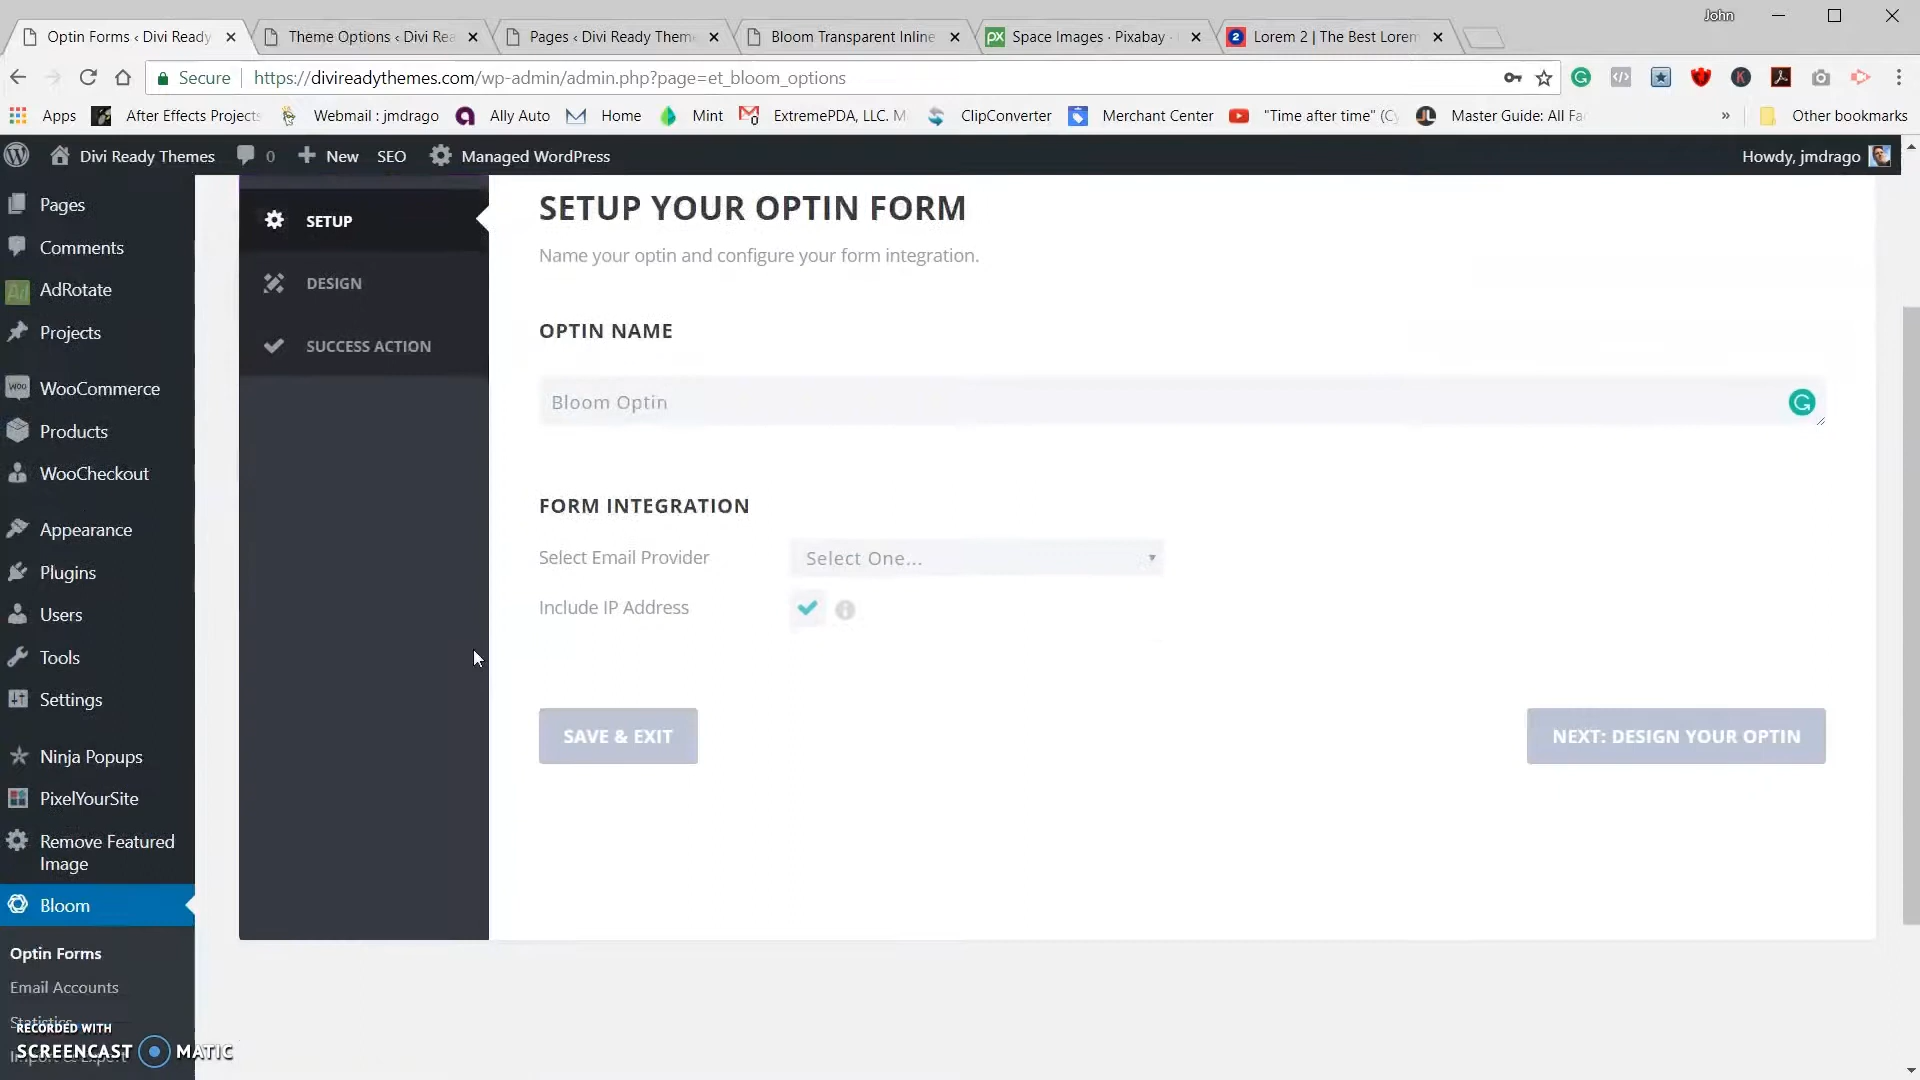 John
Optin Forms ‹ Divi Ready
Theme Options ‹ Divi Rea
Pages ‹ Divi Ready Theme
Bloom Transparent Inline
px
Space Images · Pixabay ·
2
Lorem 2 | The Best Lorem
Secure
https://divireadythemes.com/wp-admin/admin.php?page=et_bloom_options
Apps
After Effects Projects
Webmail : jmdrago
Ally Auto
Home
Mint
ExtremePDA, LLC. M
ClipConverter
Merchant Center
"Time after time" (Cy
Master Guide: All Fa
»
Other bookmarks
Divi Ready Themes
0
New
SEO
Managed WordPress
Howdy, jmdrago
Pages
Comments
AdRotate
Projects
WooCommerce
Products
WooCheckout
Appearance
Plugins
Users
Tools
Settings
Ninja Popups
PixelYourSite
Remove Featured
Image
Bloom
Optin Forms
Email Accounts
Statistics
RECORDED WITH
SCREENCAST MATIC
SETUP
DESIGN
SUCCESS ACTION
SETUP YOUR OPTIN FORM
Name your optin and configure your form integration.
OPTIN NAME
Bloom Optin
FORM INTEGRATION
Select Email Provider
Select One...
Include IP Address
SAVE & EXIT
NEXT: DESIGN YOUR OPTIN